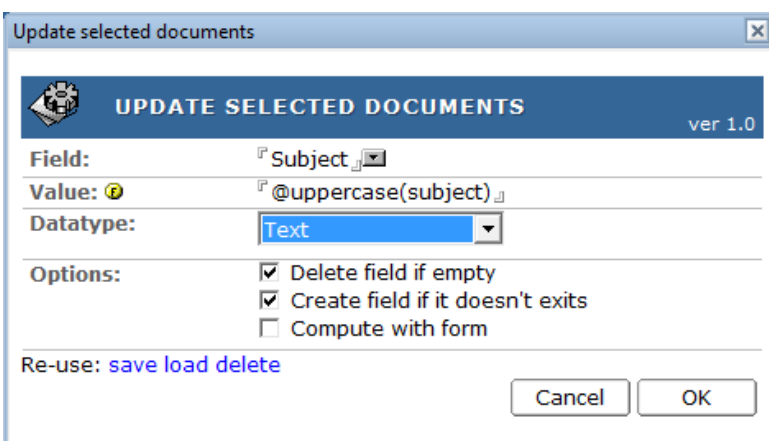 Update selected documents
UPDATE SELECTED DOCUMENTS
ver 1.0
Field: Subject
Value: @uppercase(subject)
Datatype: Text
Options: Delete field if empty
Create field if it doesn't exits
Compute with form
Re-use: save load delete
Cancel OK